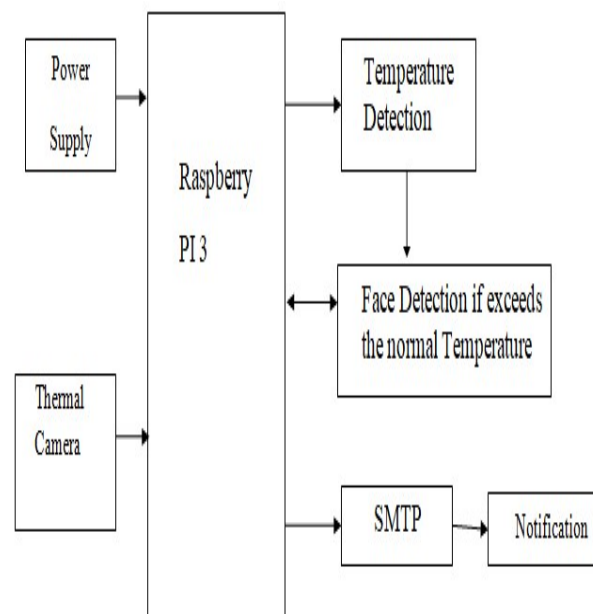 Power
Supply
Raspberry
PI 3
Temperature
Detection
Face Detection if exceeds
the normal Temperature
Thermal
Camera
SMTP
Notification